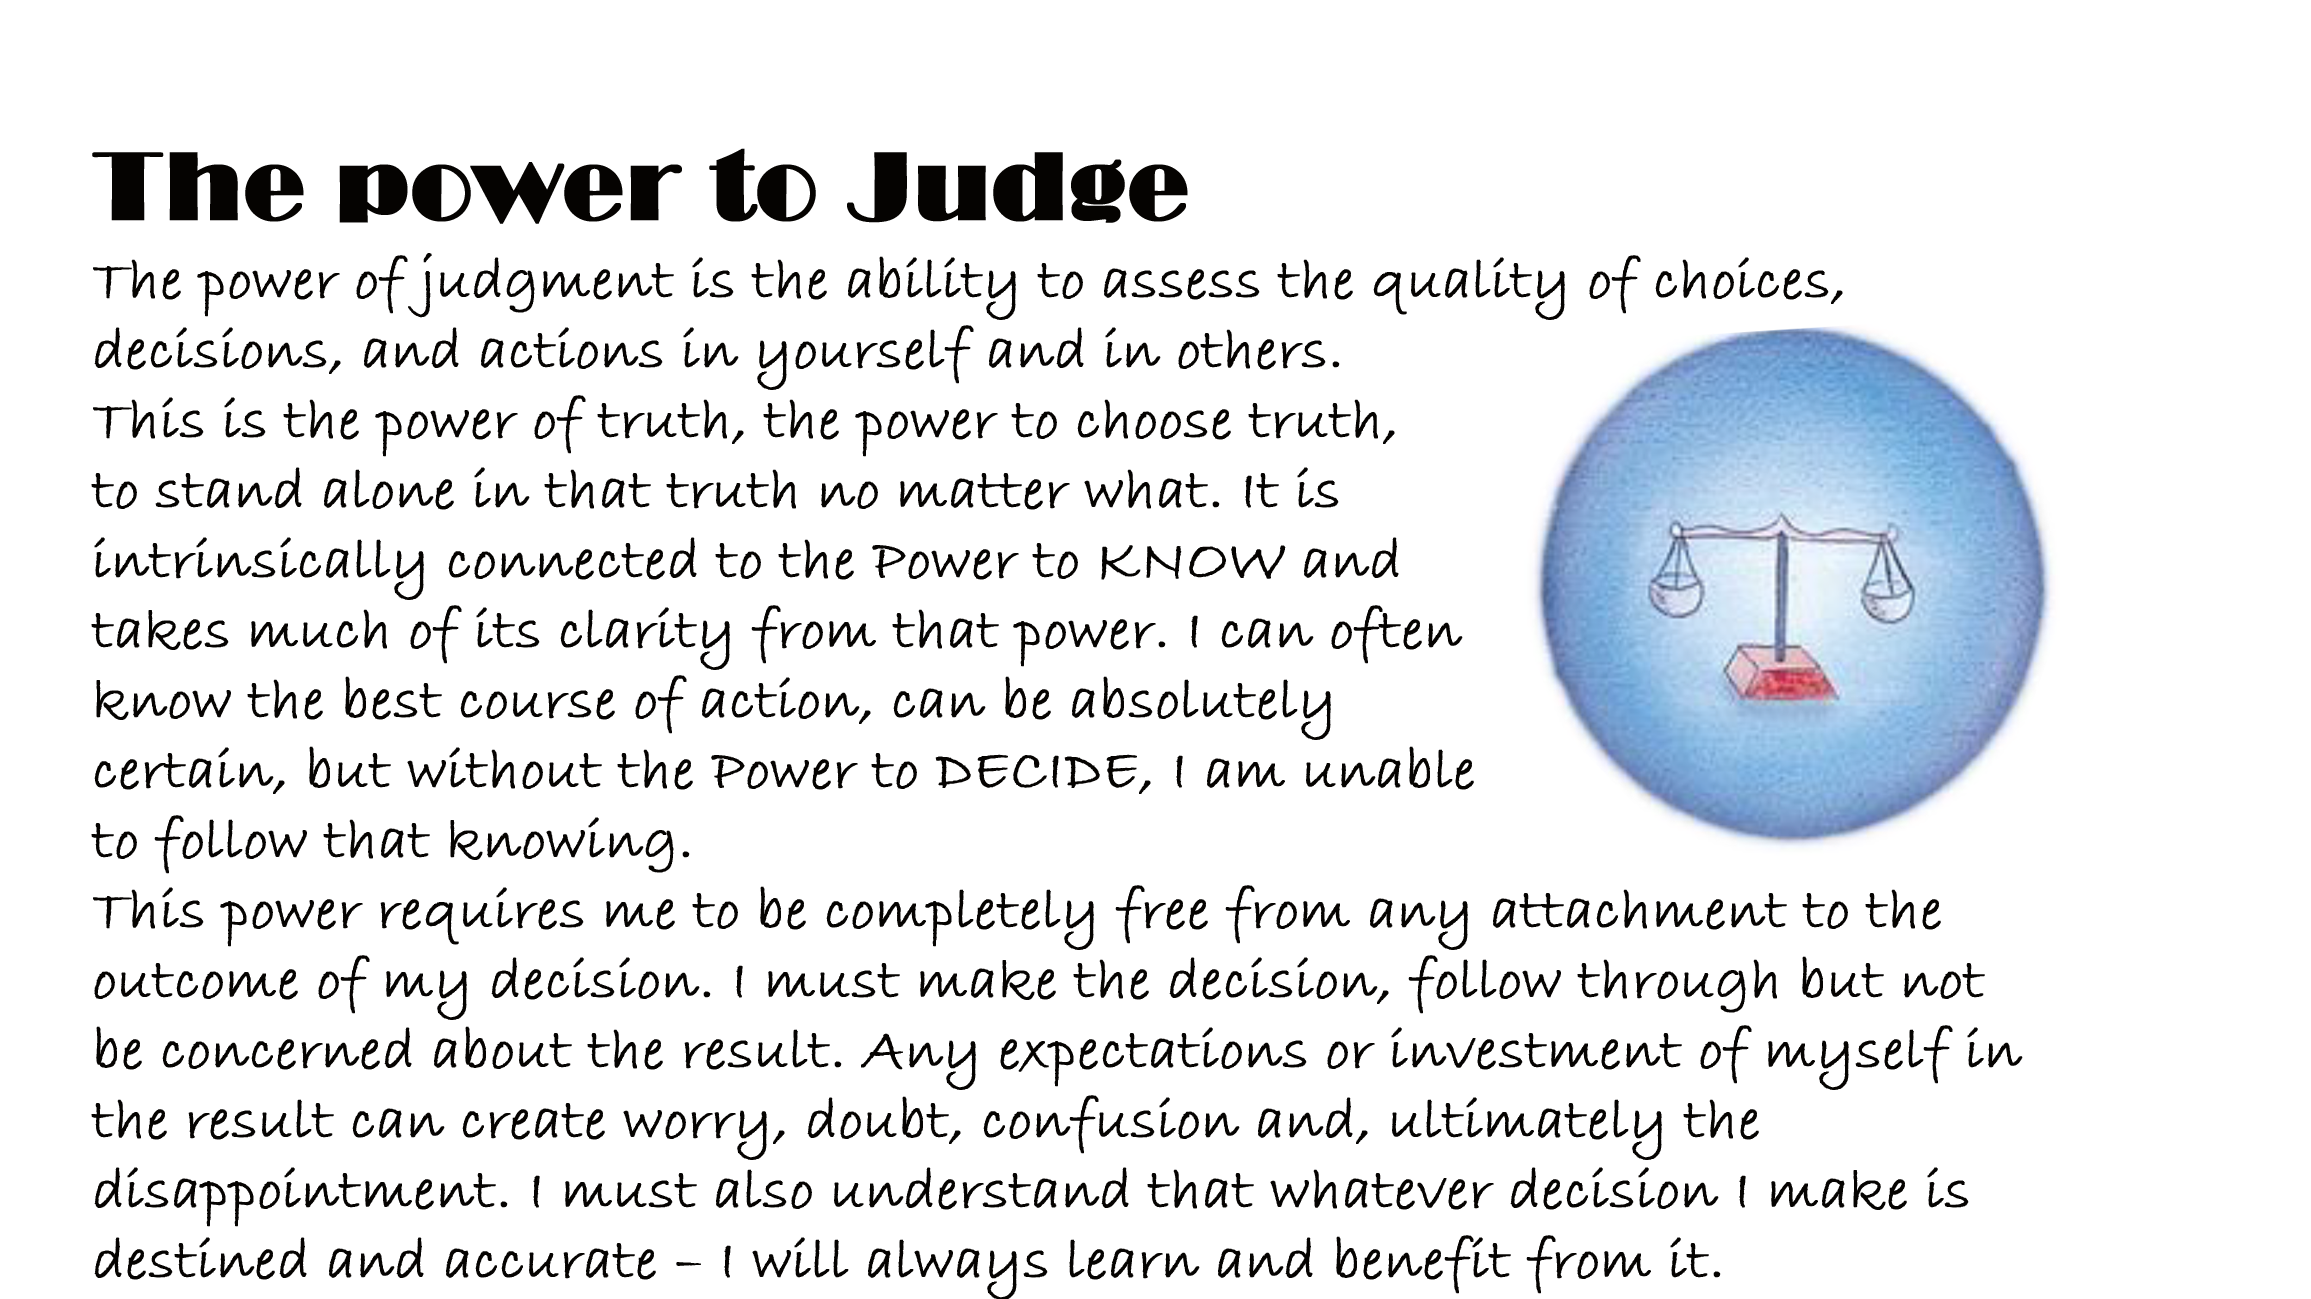 The power to Judge
The power of judgment is the ability to assess the quality of choices,
decisions, and actions in yourself and in others.
This is the power of truth, the power to choose truth,
to stand alone in that truth no matter what. It is
intrinsically connected to the Power to KNOW and
takes much of its clarity from that power. I can often
know the best course of action, can be absolutely
certain, but without the Power to DECIDE, I am unable
to follow that knowing.
This power requires me to be completely free from any attachment to the
outcome of my decision. I must make the decision, follow through but not
be concerned about the result. Any expectations or investment of myself in
the result can create worry, doubt, confusion and, ultimately the
disappointment. I must also understand that whatever decision I make is
destined and accurate – I will always learn and benefit from it.